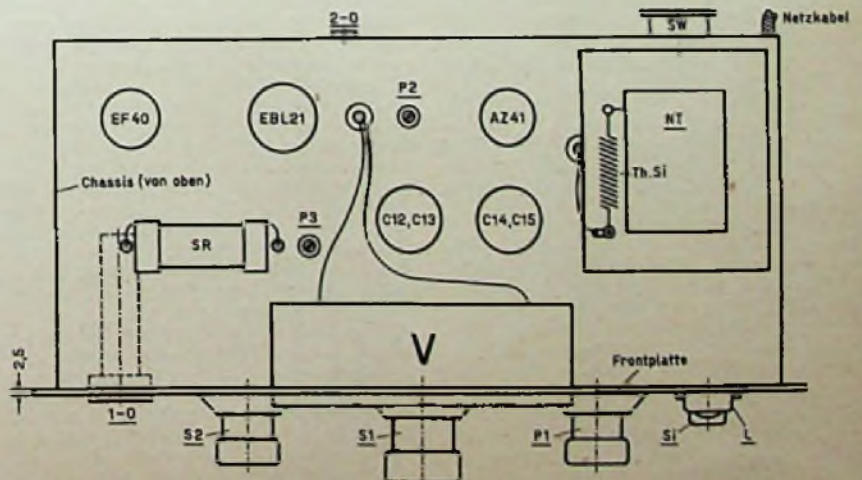 2-0
SW
Netzkabel
EF40
EBL21
P2
AZ41
NT
Th.Si
Chassis (von oben)
SR
P3
C12,C13
C14,C15
V
2,5
Frontplatte
1-0
S2
S1
P1
Si
L